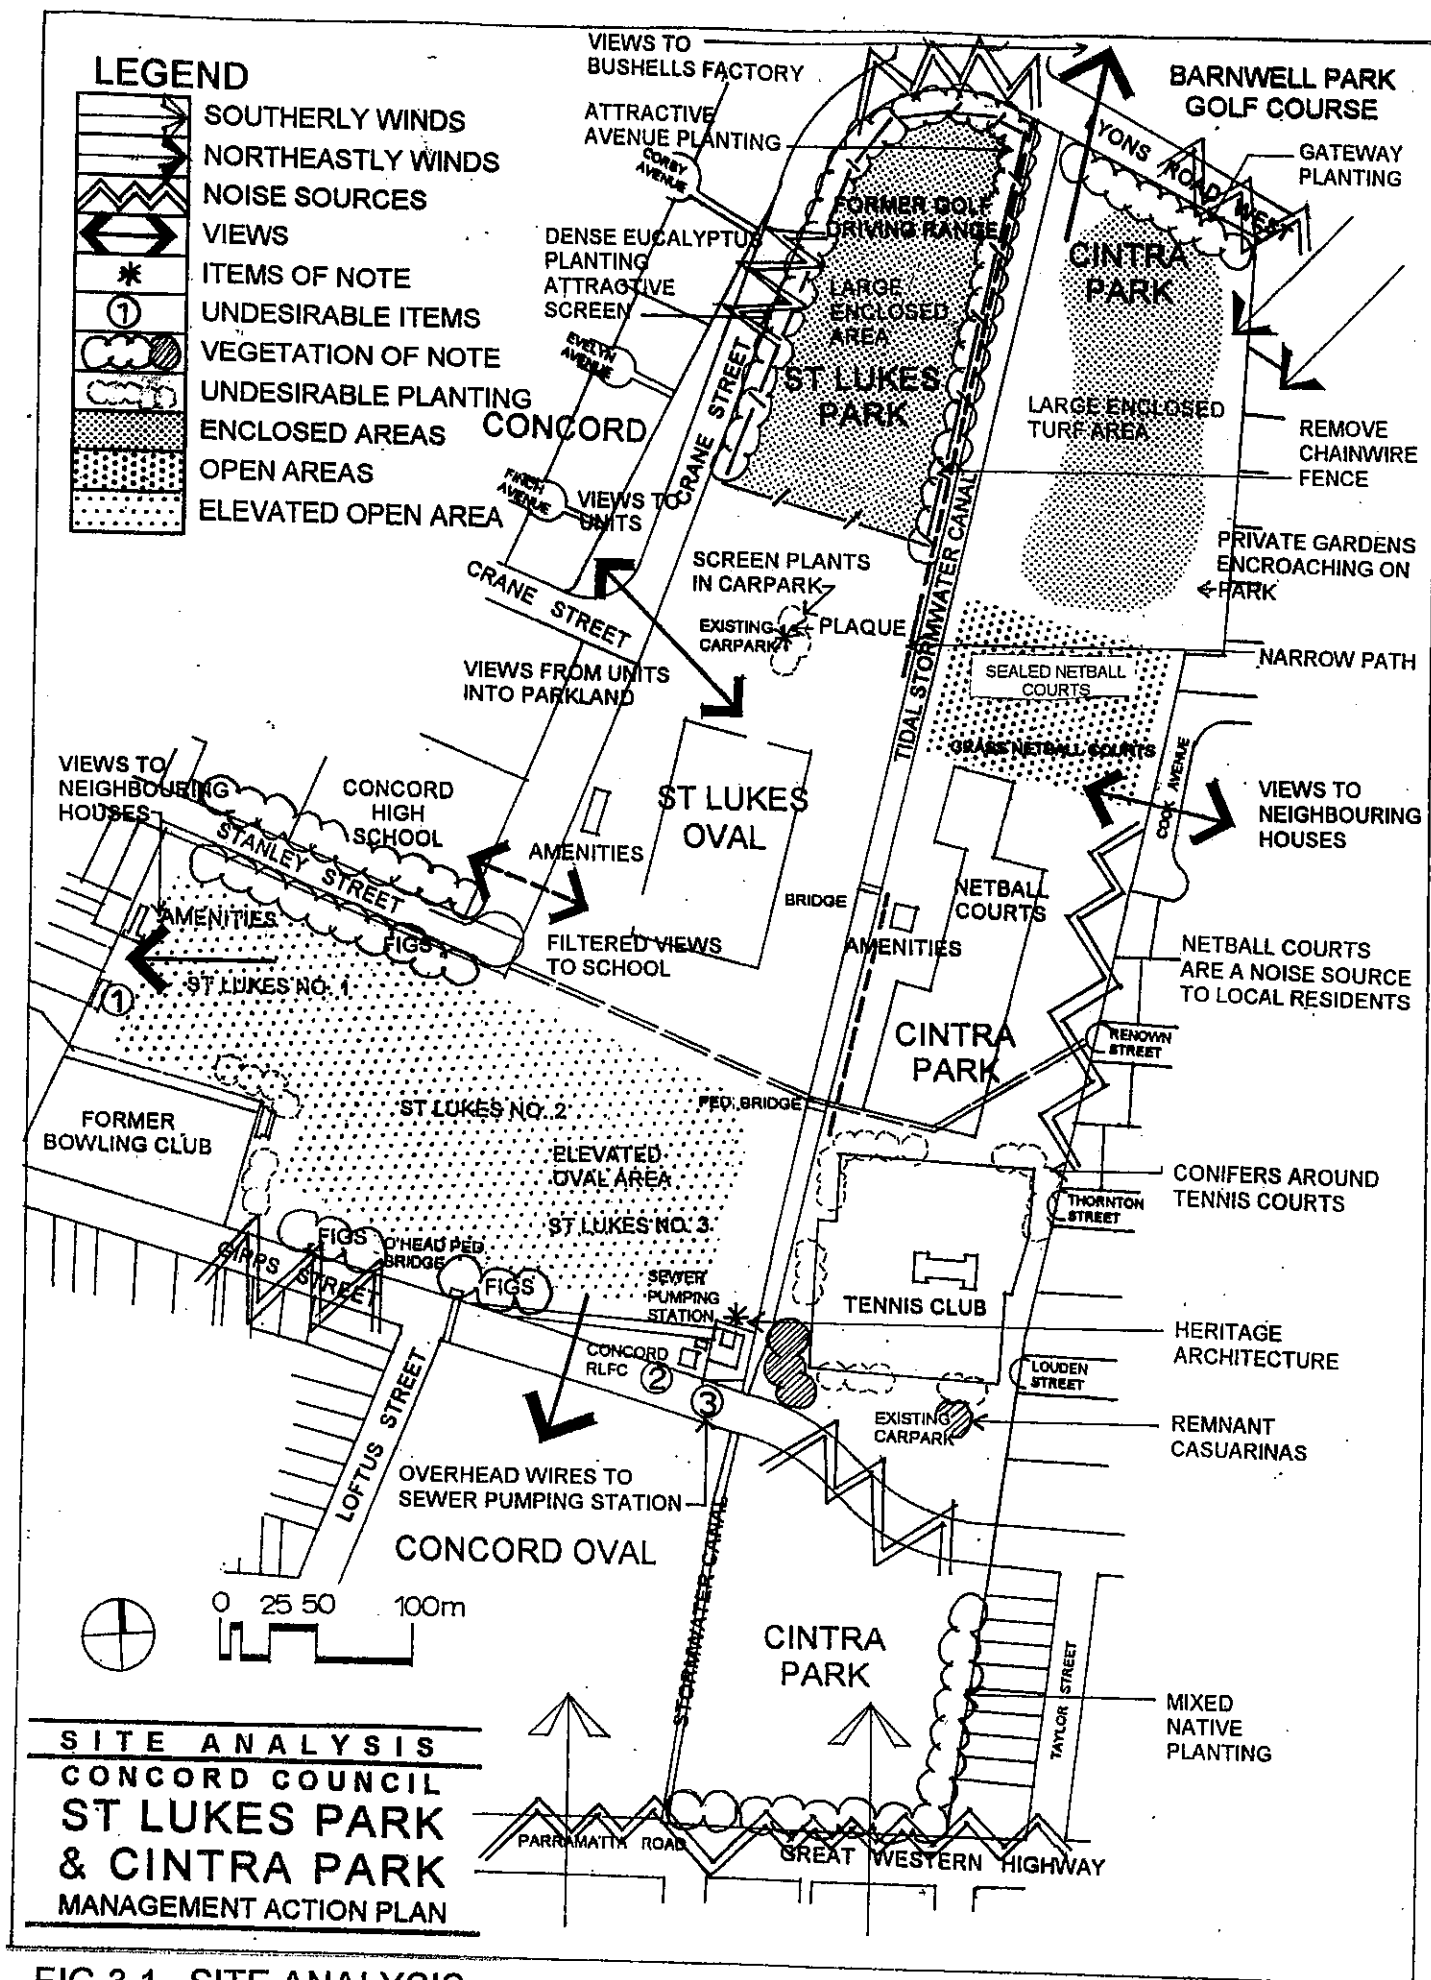 LEGEND
SOUTHERLY WINDS
NORTHEASTLY WINDS
NOISE SOURCES
VIEWS
ITEMS OF NOTE
1
UNDESIRABLE ITEMS
VEGETATION OF NOTE
UNDESIRABLE PLANTING
ENCLOSED AREAS
OPEN AREAS
ELEVATED OPEN AREA
VIEWS TO
BUSHELLS FACTORY
ATTRACTIVE
AVENUE PLANTING
CORBY
AVENUE
DENSE EUCALYPTUS
PLANTING
ATTRACTIVE
SCREEN
EVELYN
AVENUE
CONCORD
FINCH
AVENUE
VIEWS TO
UNITS
CRANE STREET
CRANE STREET
FORMER GOLF
DRIVING RANGE
LARGE
ENCLOSED
AREA
ST LUKES
PARK
BARNWELL PARK
GOLF COURSE
YONS ROAD WEST
GATEWAY
PLANTING
CINTRA
PARK
LARGE ENCLOSED
TURF AREA
REMOVE
CHAINWIRE
FENCE
PRIVATE GARDENS
ENCROACHING ON
PARK
TIDAL STORMWATER CANAL
SCREEN PLANTS
IN CARPARK
EXISTING
CARPARK
PLAQUE
NARROW PATH
SEALED NETBALL
COURTS
GRASS NETBALL COURTS
VIEWS FROM UNITS
INTO PARKLAND
COOK AVENUE
VIEWS TO
NEIGHBOURING
HOUSES
VIEWS TO
NEIGHBOURING
HOUSES
CONCORD
HIGH
SCHOOL
STANLEY STREET
AMENITIES
ST LUKES
OVAL
BRIDGE
NETBALL
COURTS
AMENITIES
AMENITIES
FIGS
FILTERED VIEWS
TO SCHOOL
NETBALL COURTS
ARE A NOISE SOURCE
TO LOCAL RESIDENTS
ST LUKES NO. 1
1
CINTRA
PARK
RENOWN
STREET
FORMER
BOWLING CLUB
ST LUKES NO. 2
PED. BRIDGE
ELEVATED
OVAL AREA
ST LUKES NO. 3
CONIFERS AROUND
TENNIS COURTS
THORNTON
STREET
GIPPS STREET
FIGS
O'HEAD PED
BRIDGE
FIGS
SEWER
PUMPING
STATION
TENNIS CLUB
HERITAGE
ARCHITECTURE
CONCORD
RLFC
2
3
LOUDEN
STREET
EXISTING
CARPARK
REMNANT
CASUARINAS
LOFTUS STREET
OVERHEAD WIRES TO
SEWER PUMPING STATION
CONCORD OVAL
STORMWATER CANAL
0 25 50 100m
CINTRA
PARK
TAYLOR STREET
MIXED
NATIVE
PLANTING
PARRAMATTA ROAD
GREAT WESTERN HIGHWAY
SITE ANALYSIS
CONCORD COUNCIL
ST LUKES PARK
& CINTRA PARK
MANAGEMENT ACTION PLAN
FIG 3.1 SITE ANALYSIS